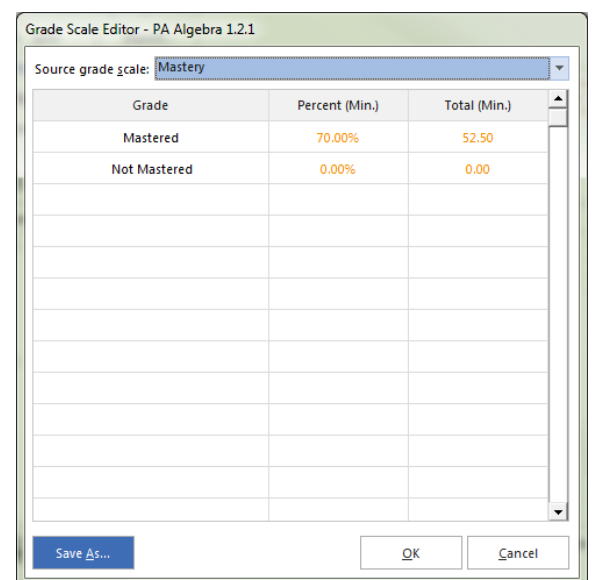 Grade Scale Editor - PA Algebra 1.2.1
Source grade scale: Mastery
Grade Percent (Min.) Total (Min.)
Mastered 70.00% 52.50
Not Mastered 0.00% 0.00
Save As... OK Cancel